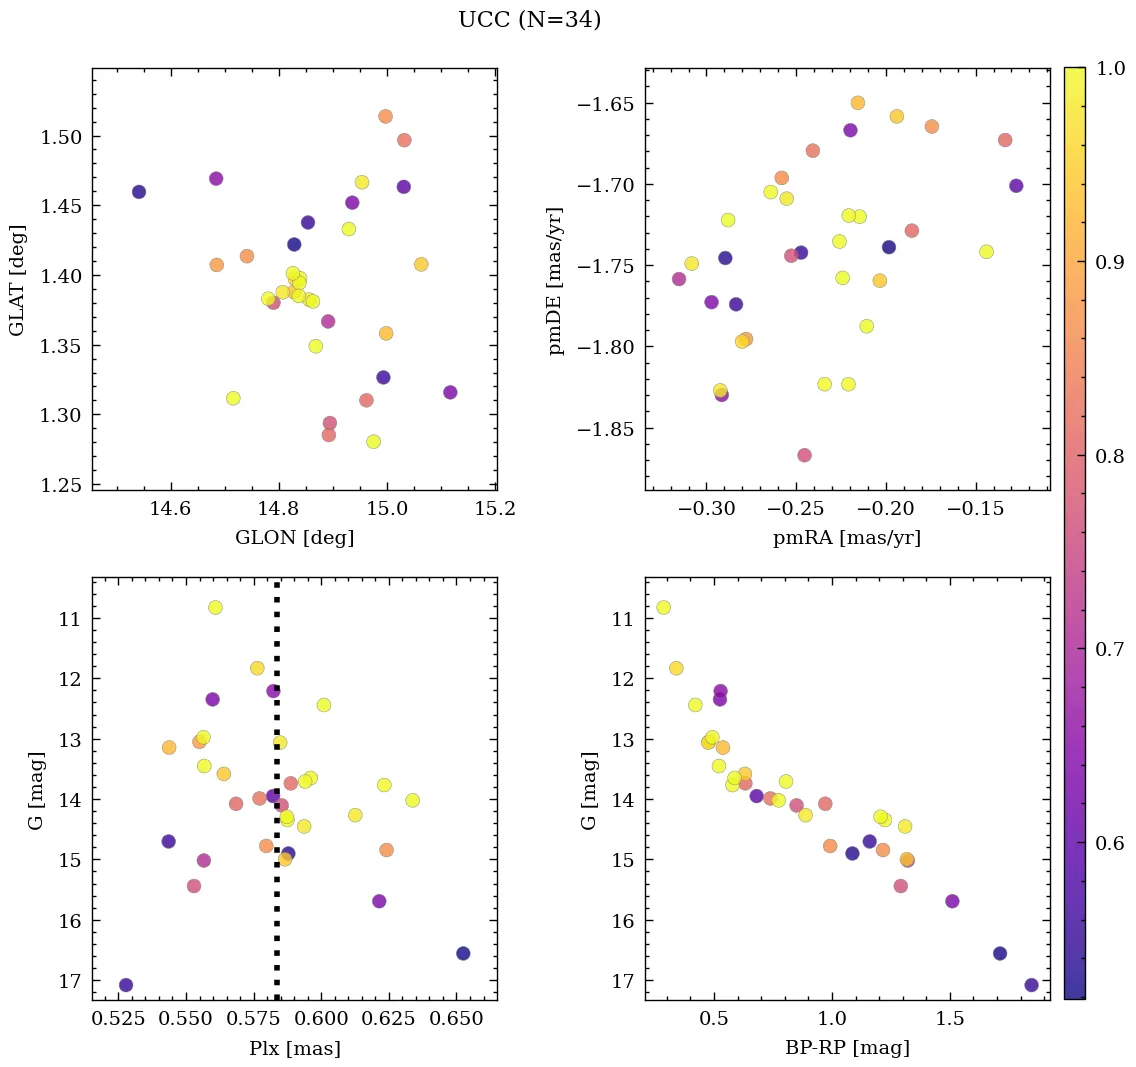 UCC (N=34)
1.50
1.45
1.40
1.35
1.30
1.25
GLAT [deg]
14.6 14.8 15.0 15.2
GLON [deg]
−1.65
−1.70
−1.75
−1.80
−1.85
pmDE [mas/yr]
−0.30 −0.25 −0.20 −0.15
pmRA [mas/yr]
1.0
0.9
0.8
0.7
0.6
11
12
13
14
15
16
17
G [mag]
0.525 0.550 0.575 0.600 0.625 0.650
Plx [mas]
11
12
13
14
15
16
17
G [mag]
0.5 1.0 1.5
BP-RP [mag]